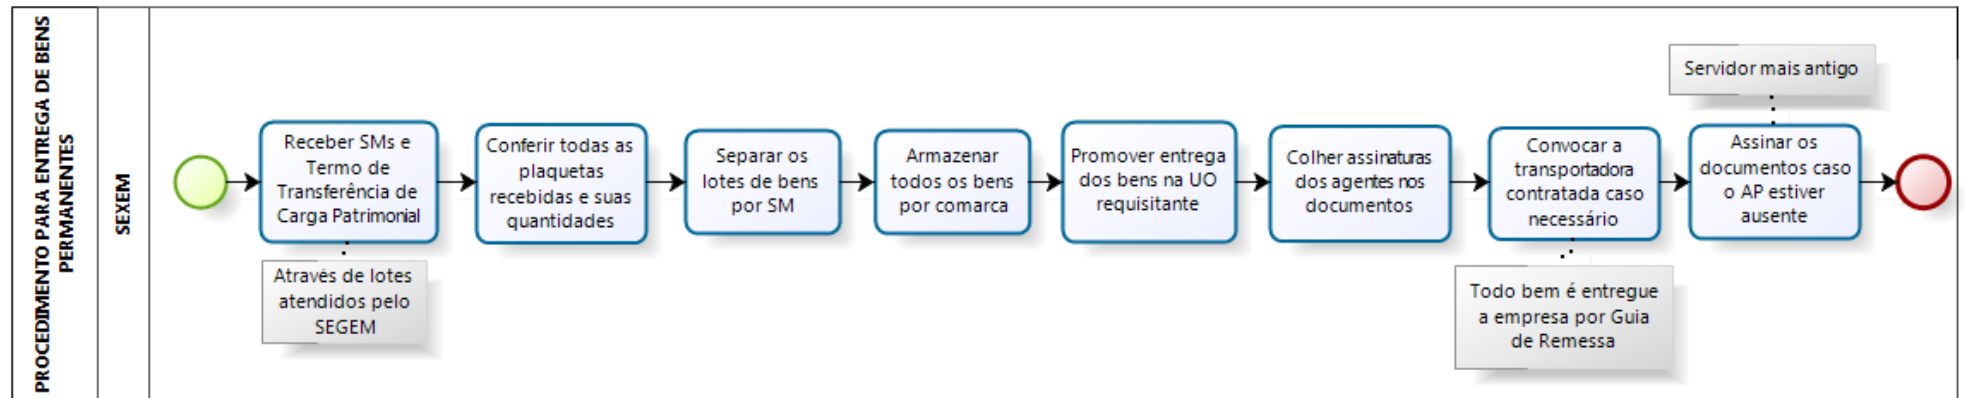 PROCEDIMENTO PARA ENTREGA DE BENS
PERMANENTES
SEXEM
Receber SMs e
Termo de
Transferência de
Carga Patrimonial
Através de lotes
atendidos pelo
SEGEM
Conferir todas as
plaquetas
recebidas e suas
quantidades
Separar os
lotes de bens
por SM
Armazenar
todos os bens
por comarca
Promover entrega
dos bens na UO
requisitante
Colher assinaturas
dos agentes nos
documentos
Convocar a
transportadora
contratada caso
necessário
Todo bem é entregue
a empresa por Guia
de Remessa
Servidor mais antigo
Assinar os
documentos caso
o AP estiver
ausente